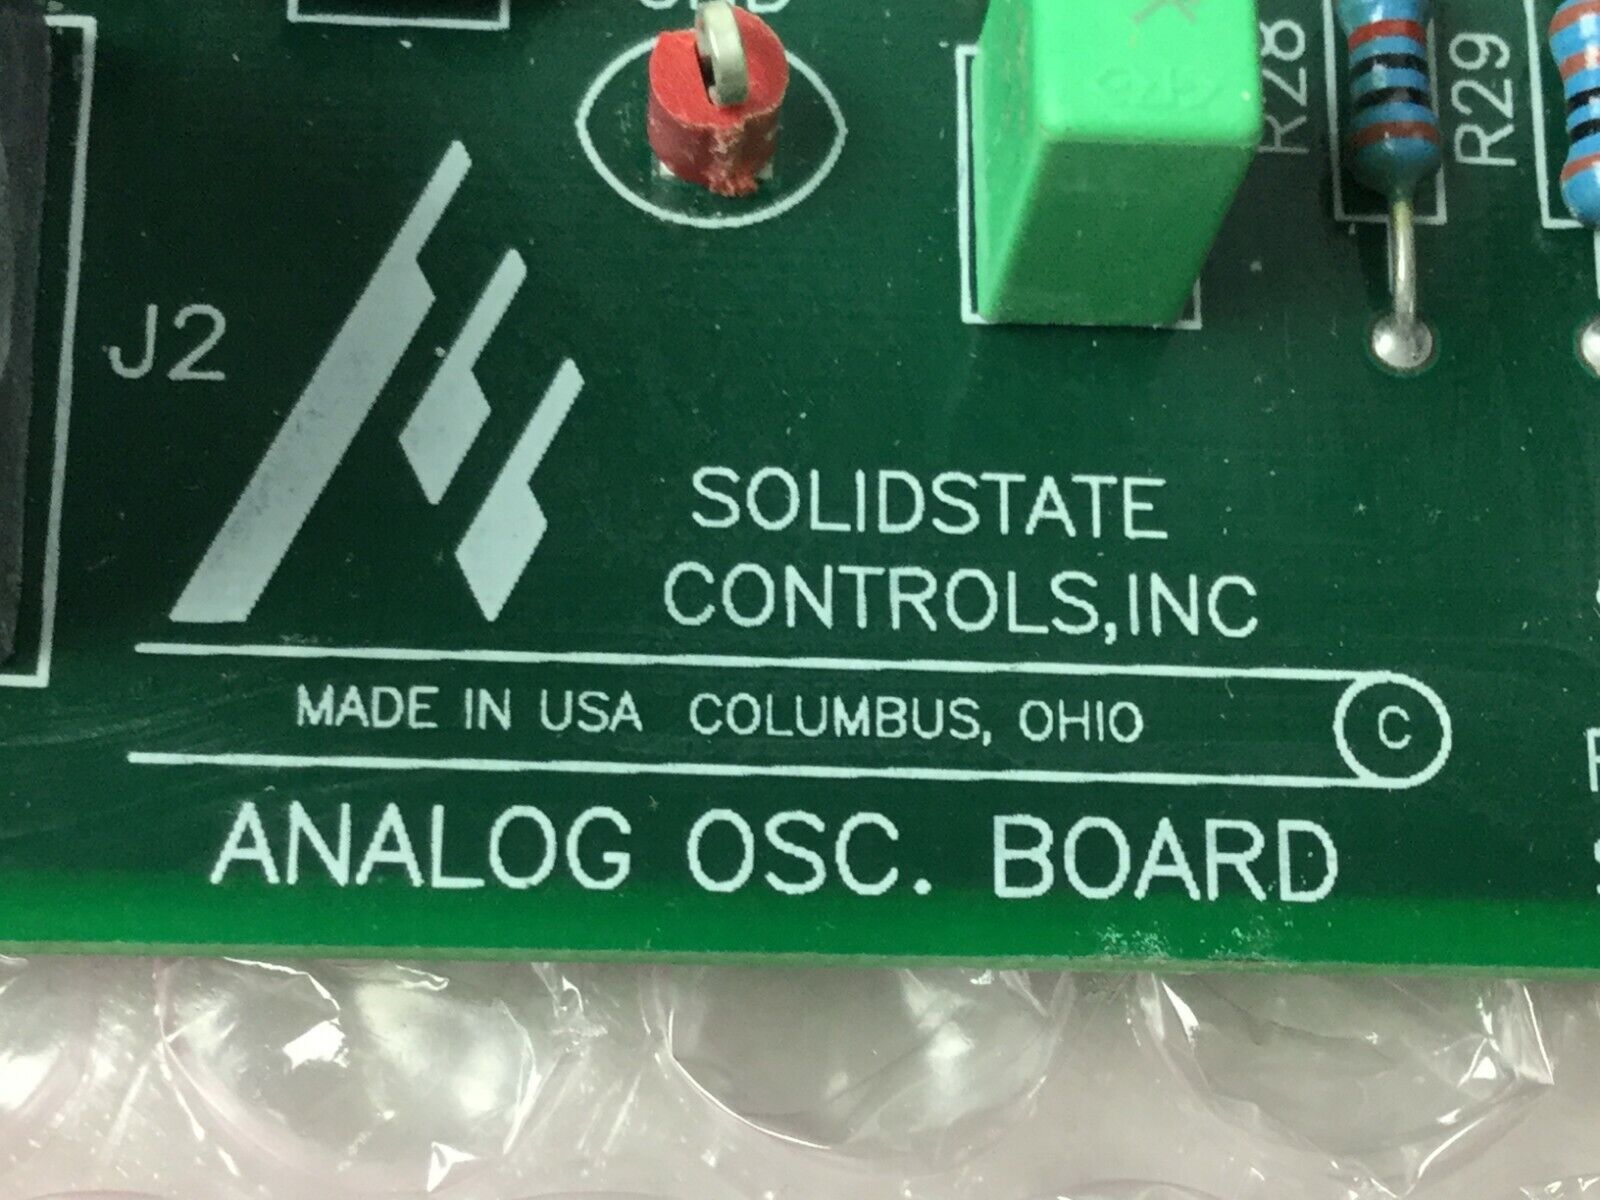 R28
R29
J2
SOLIDSTATE
CONTROLS,INC
MADE IN USA COLUMBUS, OHIO
C
ANALOG OSC. BOARD